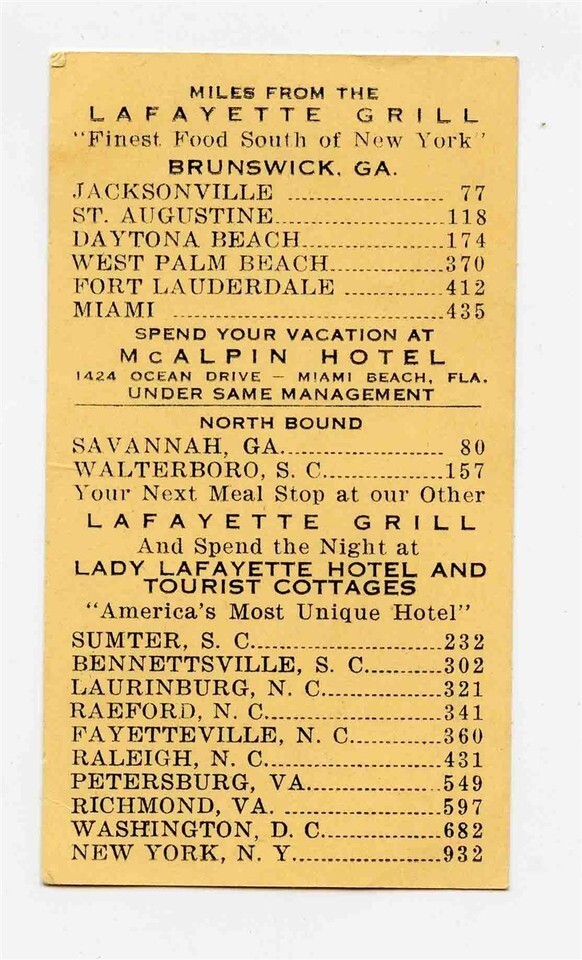 MILES FROM THE
LAFAYETTE GRILL
"Finest Food South of New York"
BRUNSWICK, GA.
JACKSONVILLE ........................ 77
ST. AUGUSTINE..........................118
DAYTONA BEACH......................174
WEST PALM BEACH.................370
FORT LAUDERDALE ...............412
MIAMI ........................................435
SPEND YOUR VACATION AT
McALPIN HOTEL
1424 OCEAN DRIVE — MIAMI BEACH, FLA.
UNDER SAME MANAGEMENT
NORTH BOUND
SAVANNAH, GA......................... 80
WALTERBORO, S. C..................157
Your Next Meal Stop at our Other
LAFAYETTE GRILL
And Spend the Night at
LADY LAFAYETTE HOTEL AND
TOURIST COTTAGES
"America's Most Unique Hotel"
SUMTER, S. C.............................232
BENNETTSVILLE, S. C...........302
LAURINBURG, N. C..................321
RAEFORD, N. C..........................341
FAYETTEVILLE, N. C..............360
RALEIGH, N. C..........................431
PETERSBURG, VA....................549
RICHMOND, VA. ......................597
WASHINGTON, D. C..................682
NEW YORK, N. Y.......................932